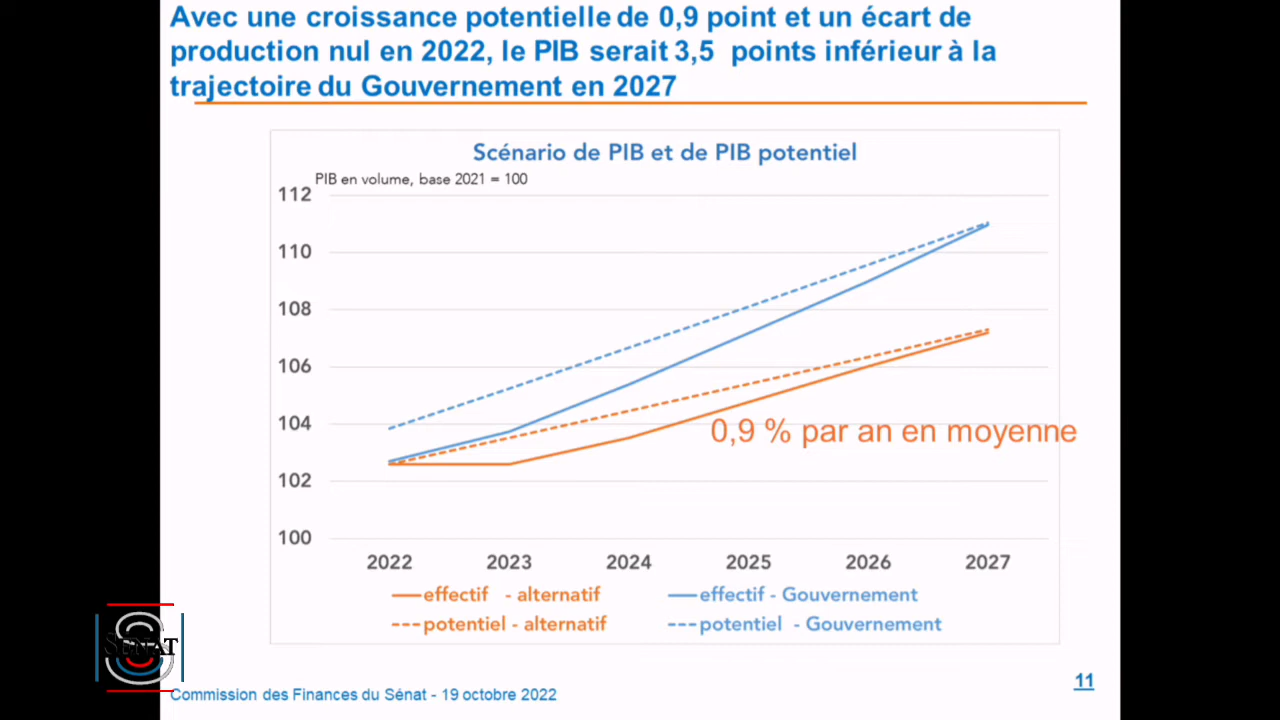 Avec une croissance potentielle de 0,9 point et un écart de
production nul en 2022, le PIB serait 3,5 points inférieur à la
trajectoire du Gouvernement en 2027
Scénario de PIB et de PIB potentiel
PIB en volume, base 2021 = 100
112
110
108
106
104
102
100
0,9 % par an en moyenne
2022 2023 2024 2025 2026 2027
effectif - alternatif effectif - Gouvernement
potentiel - alternatif potentiel - Gouvernement
SÉNAT
Commission des Finances du Sénat - 19 octobre 2022
11